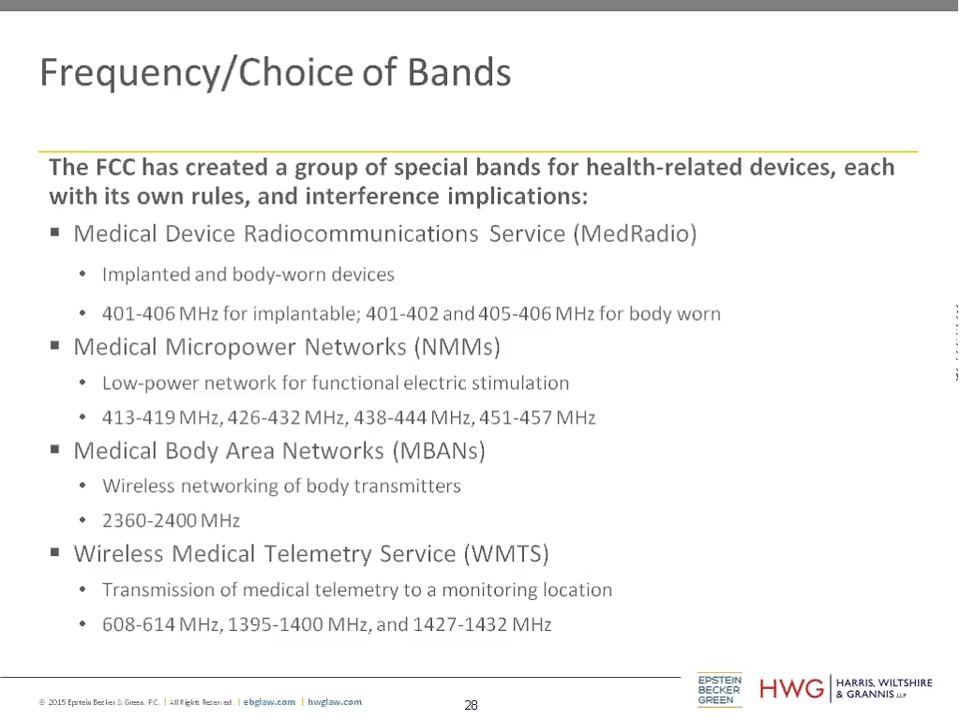 Frequency/Choice of Bands
The FCC has created a group of special bands for health-related devices, each
with its own rules, and interference implications:
▪ Medical Device Radiocommunications Service (MedRadio)
• Implanted and body-worn devices
• 401-406 MHz for implantable; 401-402 and 405-406 MHz for body worn
▪ Medical Micropower Networks (NMMs)
• Low-power network for functional electric stimulation
• 413-419 MHz, 426-432 MHz, 438-444 MHz, 451-457 MHz
▪ Medical Body Area Networks (MBANs)
• Wireless networking of body transmitters
• 2360-2400 MHz
▪ Wireless Medical Telemetry Service (WMTS)
• Transmission of medical telemetry to a monitoring location
• 608-614 MHz, 1395-1400 MHz, and 1427-1432 MHz
© 2015 Epstein Becker & Green, P.C. | All Rights Reserved. | ebglaw.com | hwglaw.com
28
EPSTEIN
BECKER
GREEN
HWG | HARRIS, WILTSHIRE
& GRANNIS LLP